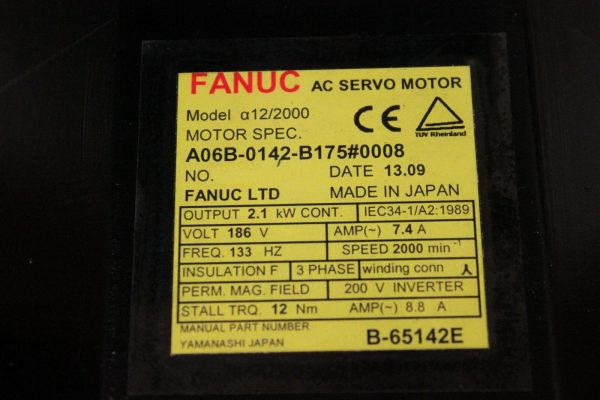 FANUC AC SERVO MOTOR
Model α12/2000
MOTOR SPEC.
TUV Rheinland
A06B-0142-B175#0008
NO. DATE 13.09
FANUC LTD MADE IN JAPAN
OUTPUT 2.1 kW CONT. IEC34-1/A2:1989
VOLT 186 V AMP(~) 7.4 A
FREQ. 133 HZ SPEED 2000 min⁻¹
INSULATION F 3 PHASE winding conn
PERM. MAG. FIELD 200 V INVERTER
STALL TRQ. 12 Nm AMP(~) 8.8 A
MANUAL PART NUMBER
YAMANASHI JAPAN B-65142E